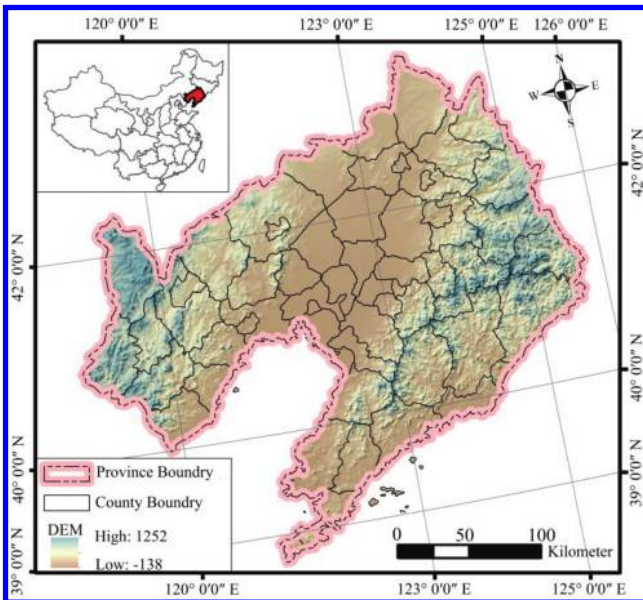 120° 0′0″ E 123° 0′0″ E 125° 0′0″ E 126° 0′0″ E
N
W E
S
42° 0′0″ N
42° 0′0″ N
40° 0′0″ N
40° 0′0″ N
39° 0′0″ N
39° 0′0″ N
Province Boundry
County Boundry
DEM
High: 1252
Low: -138
0 50 100
Kilometer
120° 0′0″ E 123° 0′0″ E 125° 0′0″ E